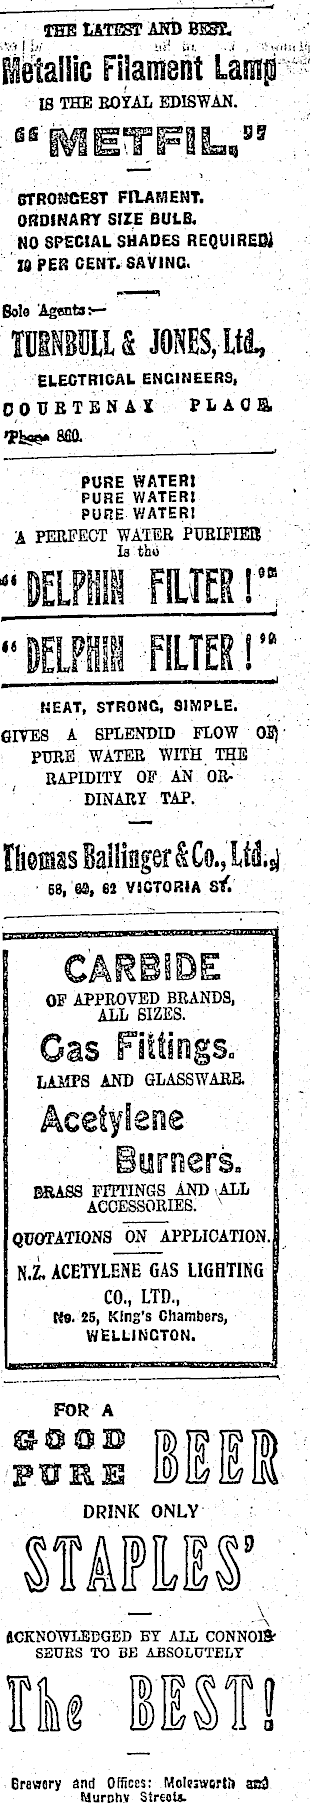 THE LATEST AND BEST.
Metallic Filament Lamp
IS THE ROYAL EDISWAN.
"METFIL."
STRONGEST FILAMENT.
ORDINARY SIZE BULB.
NO SPECIAL SHADES REQUIRED.
70 PER CENT. SAVING.
Sole Agents:—
TURNBULL & JONES, Ltd.,
ELECTRICAL ENGINEERS,
COURTENAY PLACE.
'Phone 860.
PURE WATER!
PURE WATER!
PURE WATER!
A PERFECT WATER PURIFIER
Is the
"DELPHIN FILTER!"
"DELPHIN FILTER!"
NEAT, STRONG, SIMPLE.
GIVES A SPLENDID FLOW OF
PURE WATER WITH THE
RAPIDITY OF AN OR-
DINARY TAP.
Thomas Ballinger & Co., Ltd.,
58, 60, 62 VICTORIA ST.
CARBIDE
OF APPROVED BRANDS,
ALL SIZES.
Gas Fittings.
LAMPS AND GLASSWARE.
Acetylene
Burners.
BRASS FITTINGS AND ALL
ACCESSORIES.
QUOTATIONS ON APPLICATION.
N.Z. ACETYLENE GAS LIGHTING
CO., LTD.,
No. 25, King's Chambers,
WELLINGTON.
FOR A
GOOD PURE BEER
DRINK ONLY
STAPLES'
ACKNOWLEDGED BY ALL CONNOIS-
SEURS TO BE ABSOLUTELY
The BEST!
Brewery and Offices: Molesworth and
Murphy Streets.